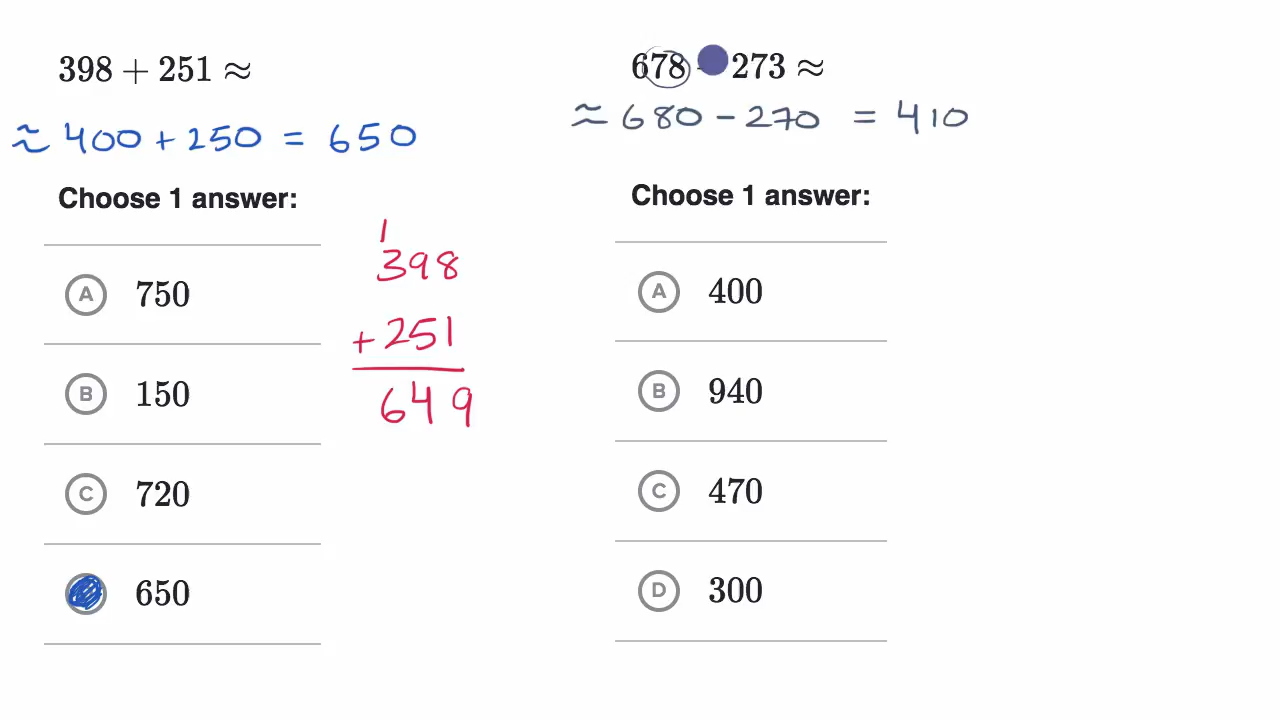 398 + 251 ≈
≈ 400 + 250 = 650
Choose 1 answer:
A 750
B 150
C 720
650
1
398
+ 251
649
678 - 273 ≈
≈ 680 - 270 = 410
Choose 1 answer:
A 400
B 940
C 470
D 300